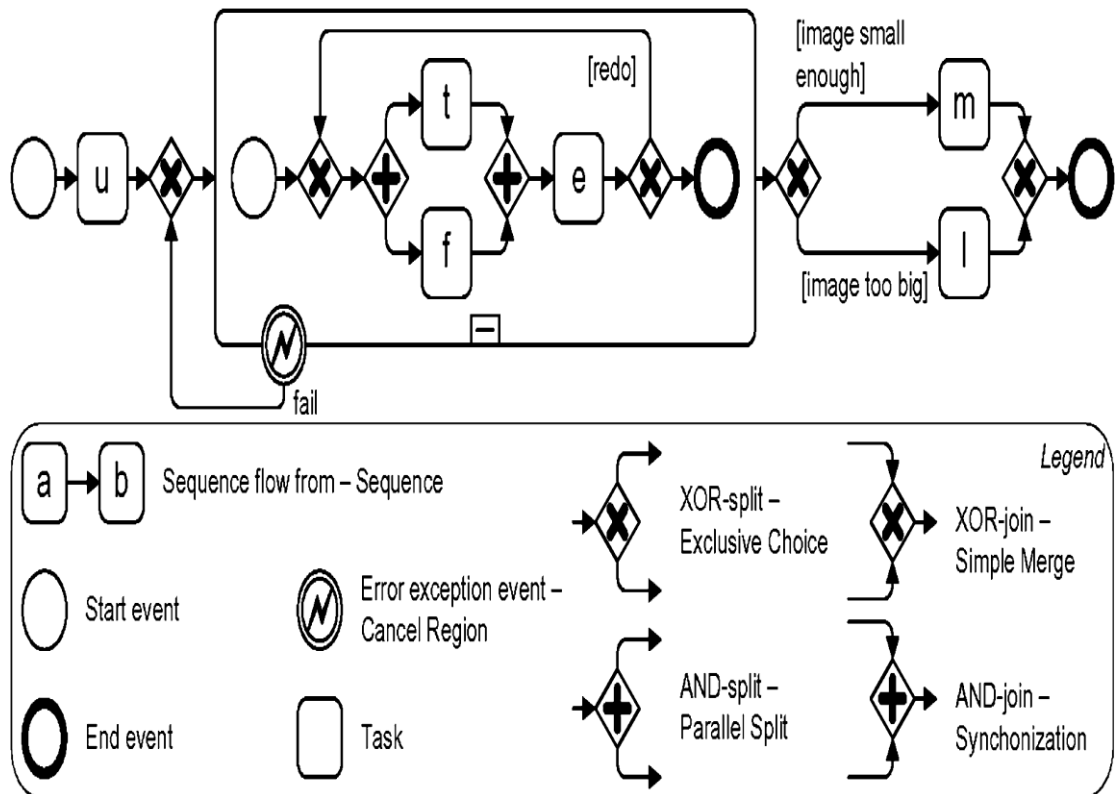 [image small
enough]
[redo]
t
m
u
e
f
l
[image too big]
fail
Legend
a
b
Sequence flow from – Sequence
XOR-split –
Exclusive Choice
XOR-join –
Simple Merge
Start event
Error exception event –
Cancel Region
AND-split –
Parallel Split
AND-join –
Synchonization
End event
Task